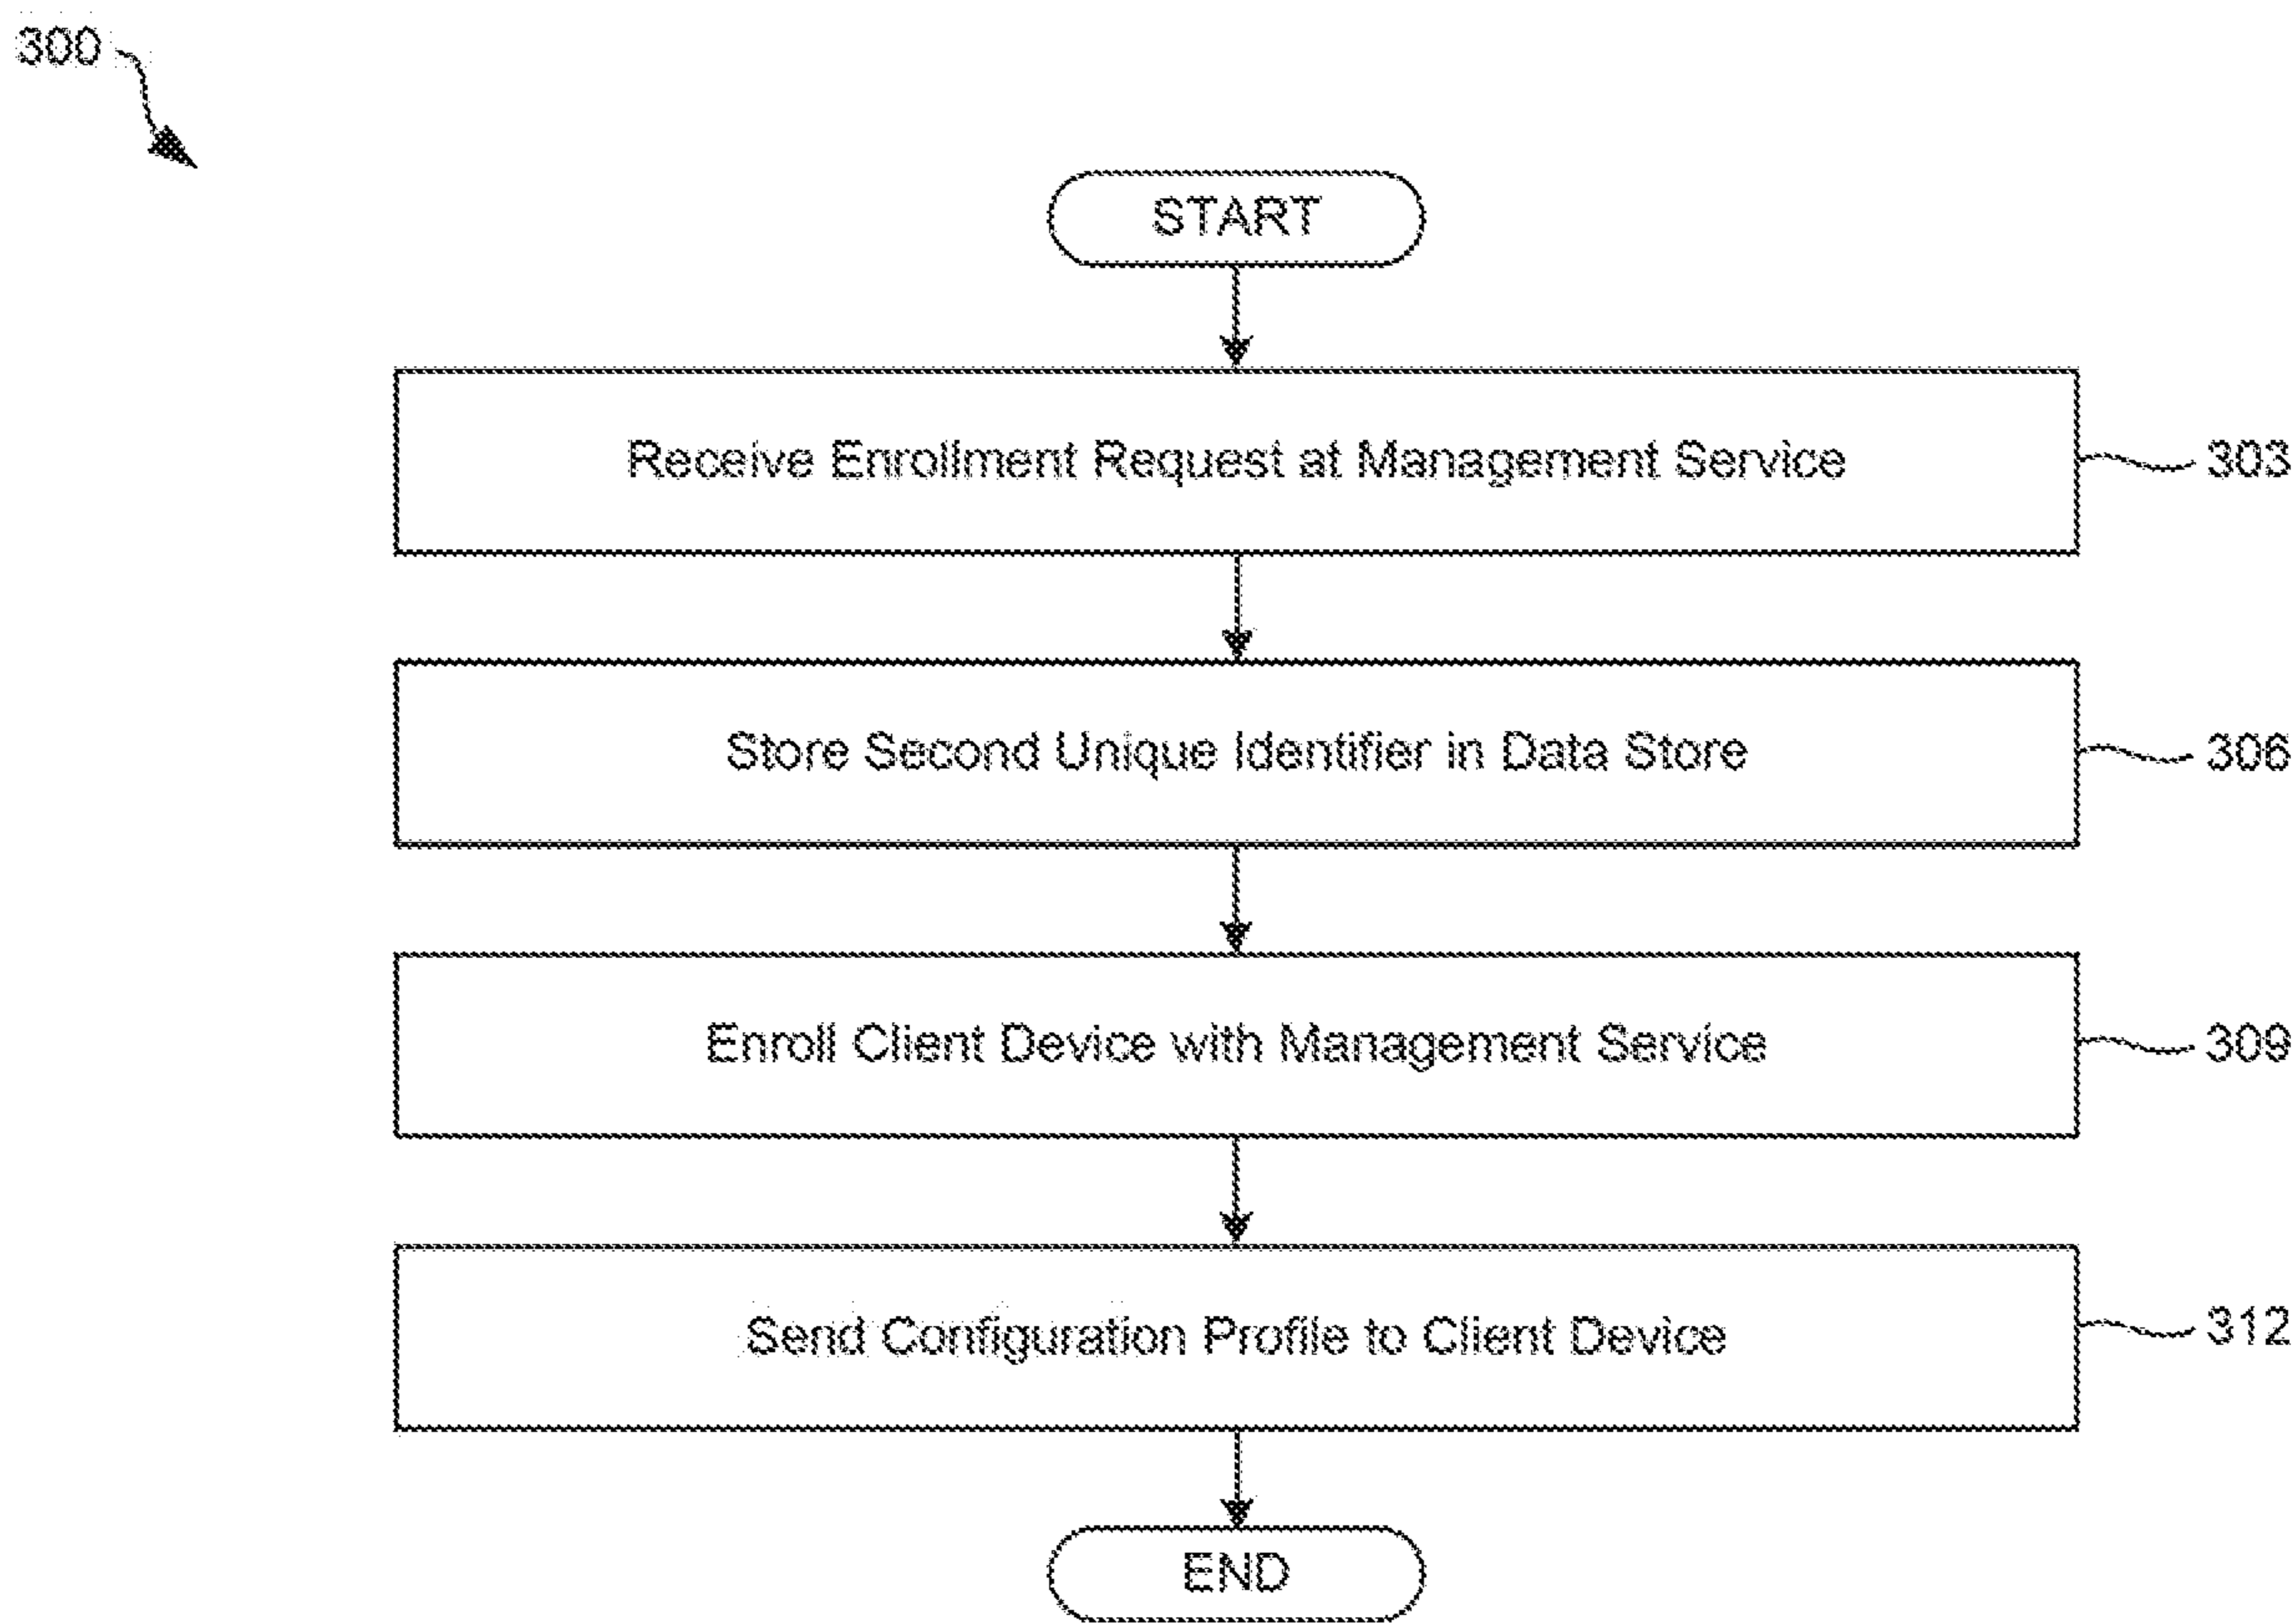 300
START
Receive Enrollment Request at Management Service
303
Store Second Unique Identifier in Data Store
306
Enroll Client Device with Management Service
309
Send Configuration Profile to Client Device
312
END